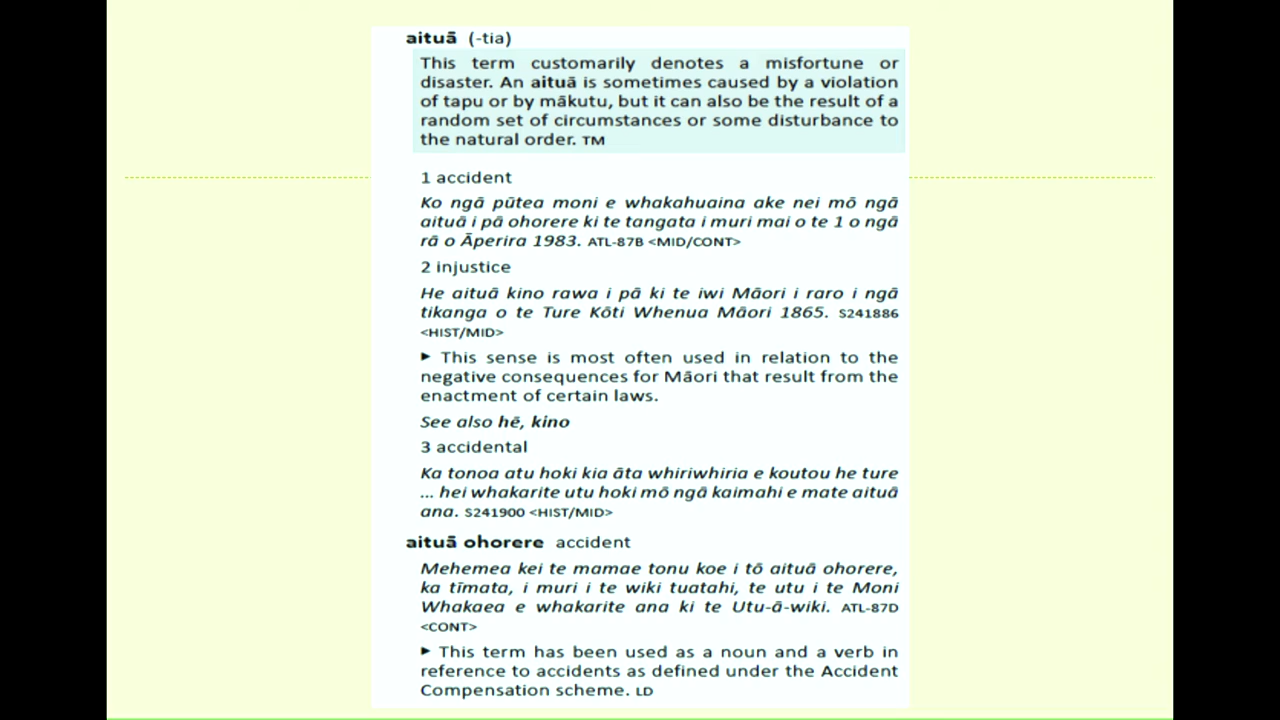 aituā (-tia)
This term customarily denotes a misfortune or
disaster. An aituā is sometimes caused by a violation
of tapu or by mākutu, but it can also be the result of a
random set of circumstances or some disturbance to
the natural order. TM
1 accident
Ko ngā pūtea moni e whakahuaina ake nei mō ngā
aituā i pā ohorere ki te tangata i muri mai o te 1 o ngā
rā o Āperira 1983. ATL-87B <MID/CONT>
2 injustice
He aituā kino rawa i pā ki te iwi Māori i raro i ngā
tikanga o te Ture Kōti Whenua Māori 1865. S241886
<HIST/MID>
► This sense is most often used in relation to the
negative consequences for Māori that result from the
enactment of certain laws.
See also hē, kino
3 accidental
Ka tonoa atu hoki kia āta whiriwhiria e koutou he ture
... hei whakarite utu hoki mō ngā kaimahi e mate aituā
ana. S241900 <HIST/MID>
aituā ohorere accident
Mehemea kei te mamae tonu koe i tō aituā ohorere,
ka tīmata, i muri i te wiki tuatahi, te utu i te Moni
Whakaea e whakarite ana ki te Utu-ā-wiki. ATL-87D
<CONT>
► This term has been used as a noun and a verb in
reference to accidents as defined under the Accident
Compensation scheme. LD